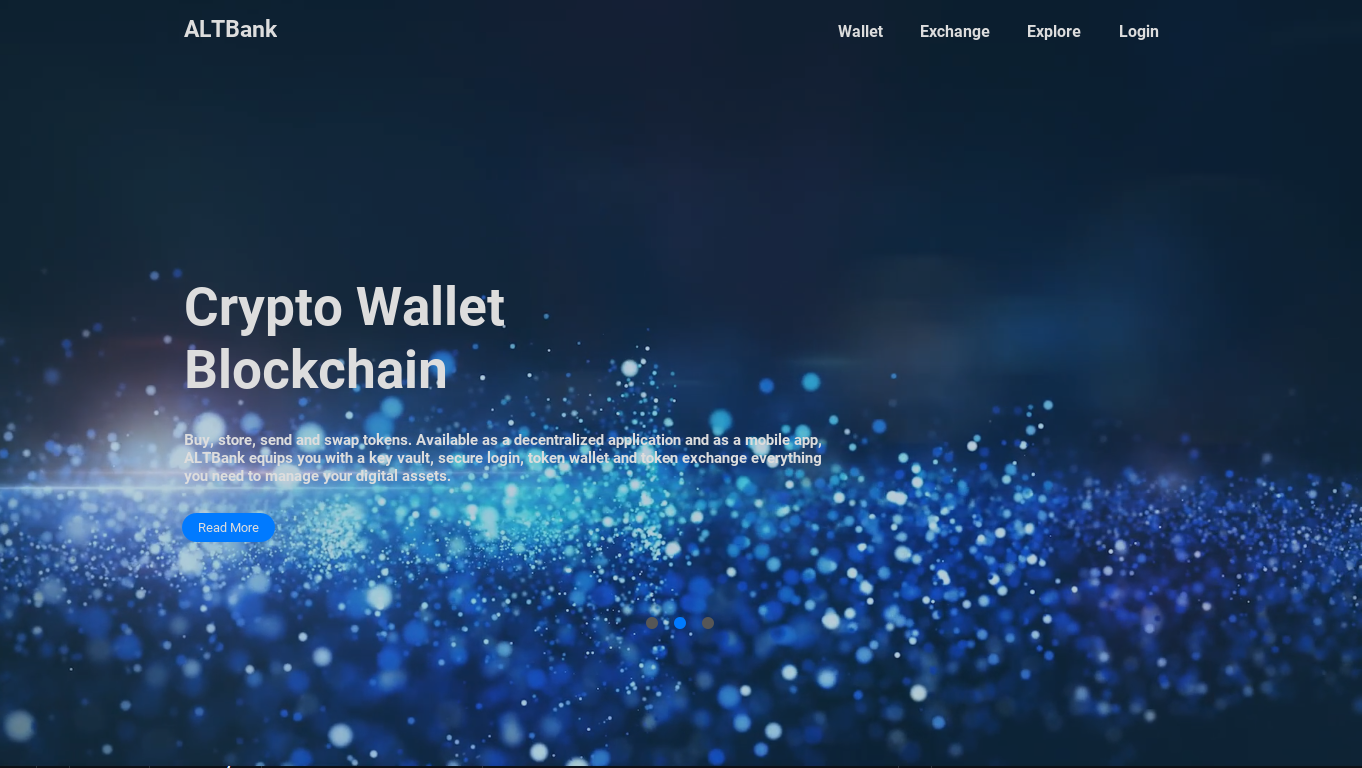 ALTBank
Wallet
Exchange
Explore
Login
Crypto Wallet
Blockchain
Buy, store, send and swap tokens. Available as a decentralized application and as a mobile app,
ALTBank equips you with a key vault, secure login, token wallet and token exchange everything
you need to manage your digital assets.
Read More